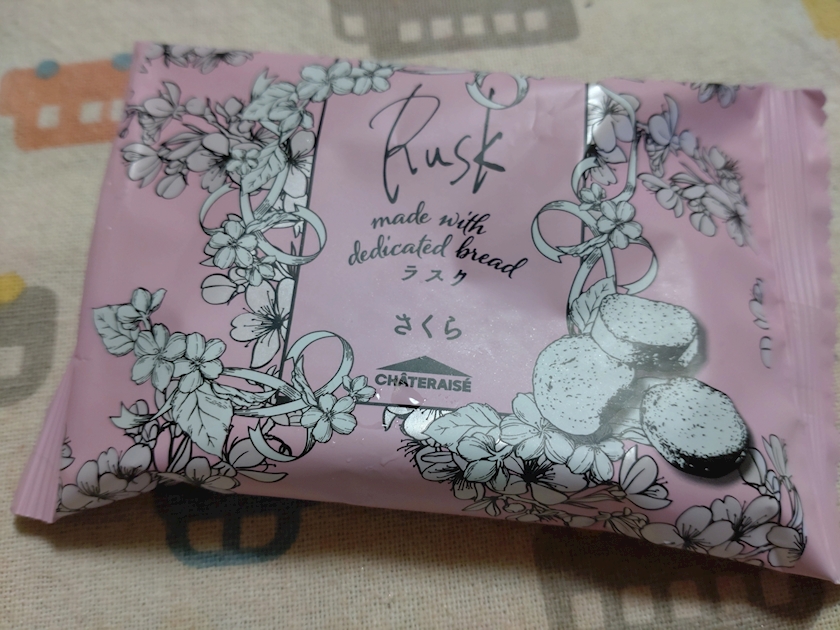 Rusk
made with
dedicated bread
ラスク
さくら
CHÂTERAISÉ